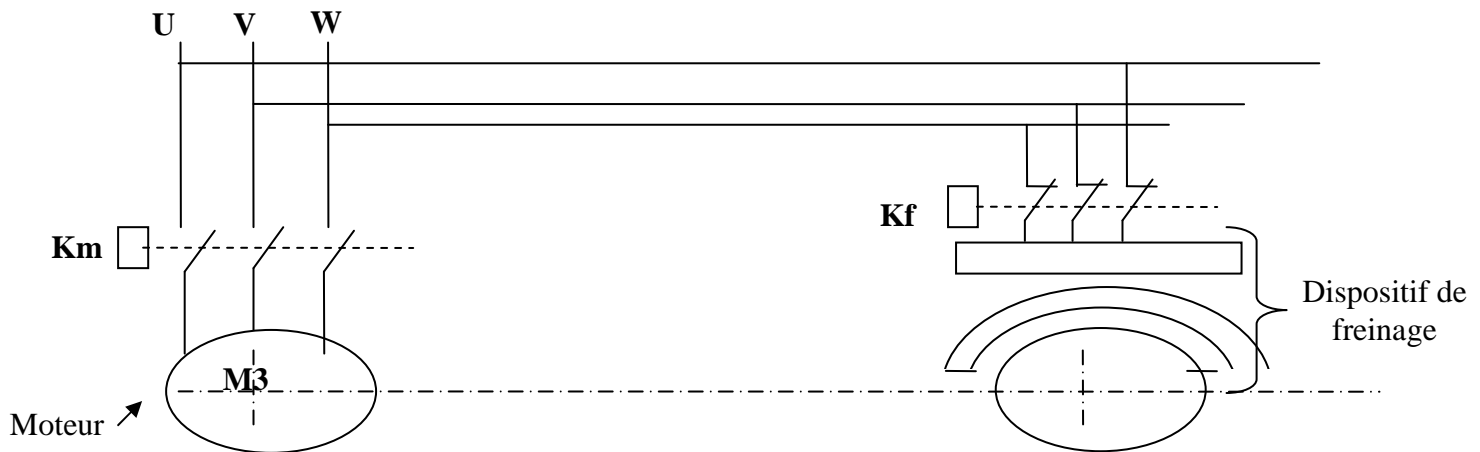 U V W
Km
Kf
Dispositif de
freinage
M3
Moteur